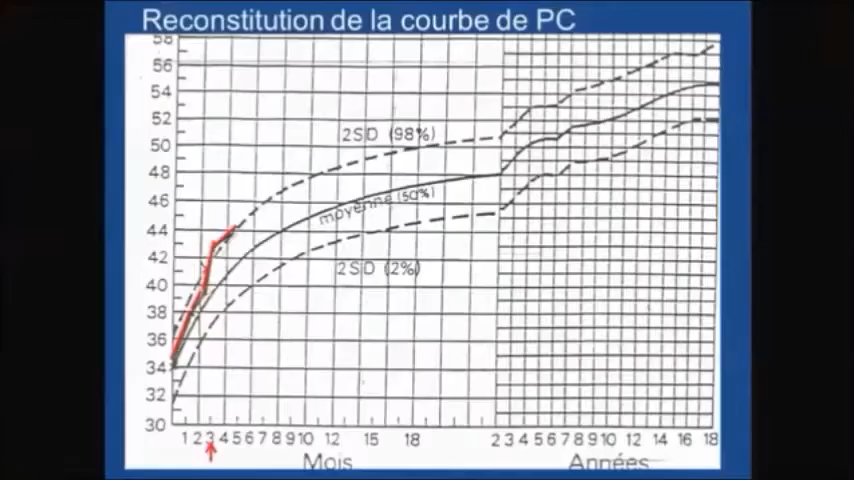 Reconstitution de la courbe de PC
58
56
54
52
50
48
46
44
42
40
38
36
34
32
30
2SD (98%)
moyenne (50%)
2SD (2%)
1 2 3 4 5 6 7 8 9 10 12 15 18 2 3 4 5 6 7 8 9 10 12 14 16 18
Mois Années